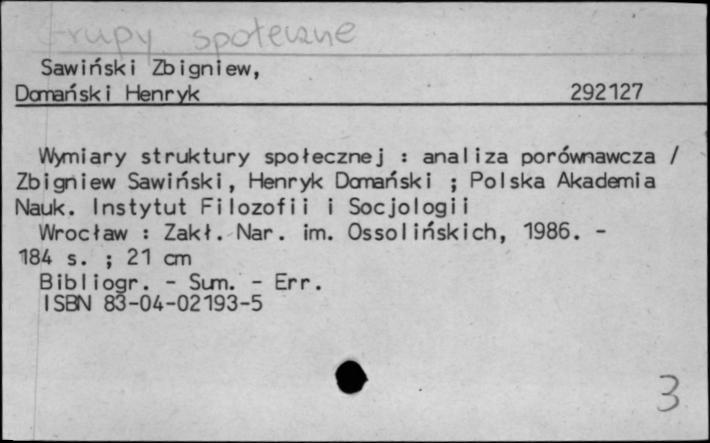 Grupy społeczne
Sawiński Zbigniew,
Domański Henryk 292127
Wymiary struktury społecznej : analiza porównawcza /
Zbigniew Sawiński, Henryk Domański ; Polska Akademia
Nauk. Instytut Filozofii i Socjologii
Wrocław : Zakł. Nar. im. Ossolińskich, 1986. -
184 s. ; 21 cm
Bibliogr. - Sum. - Err.
ISBN 83-04-02193-5
3